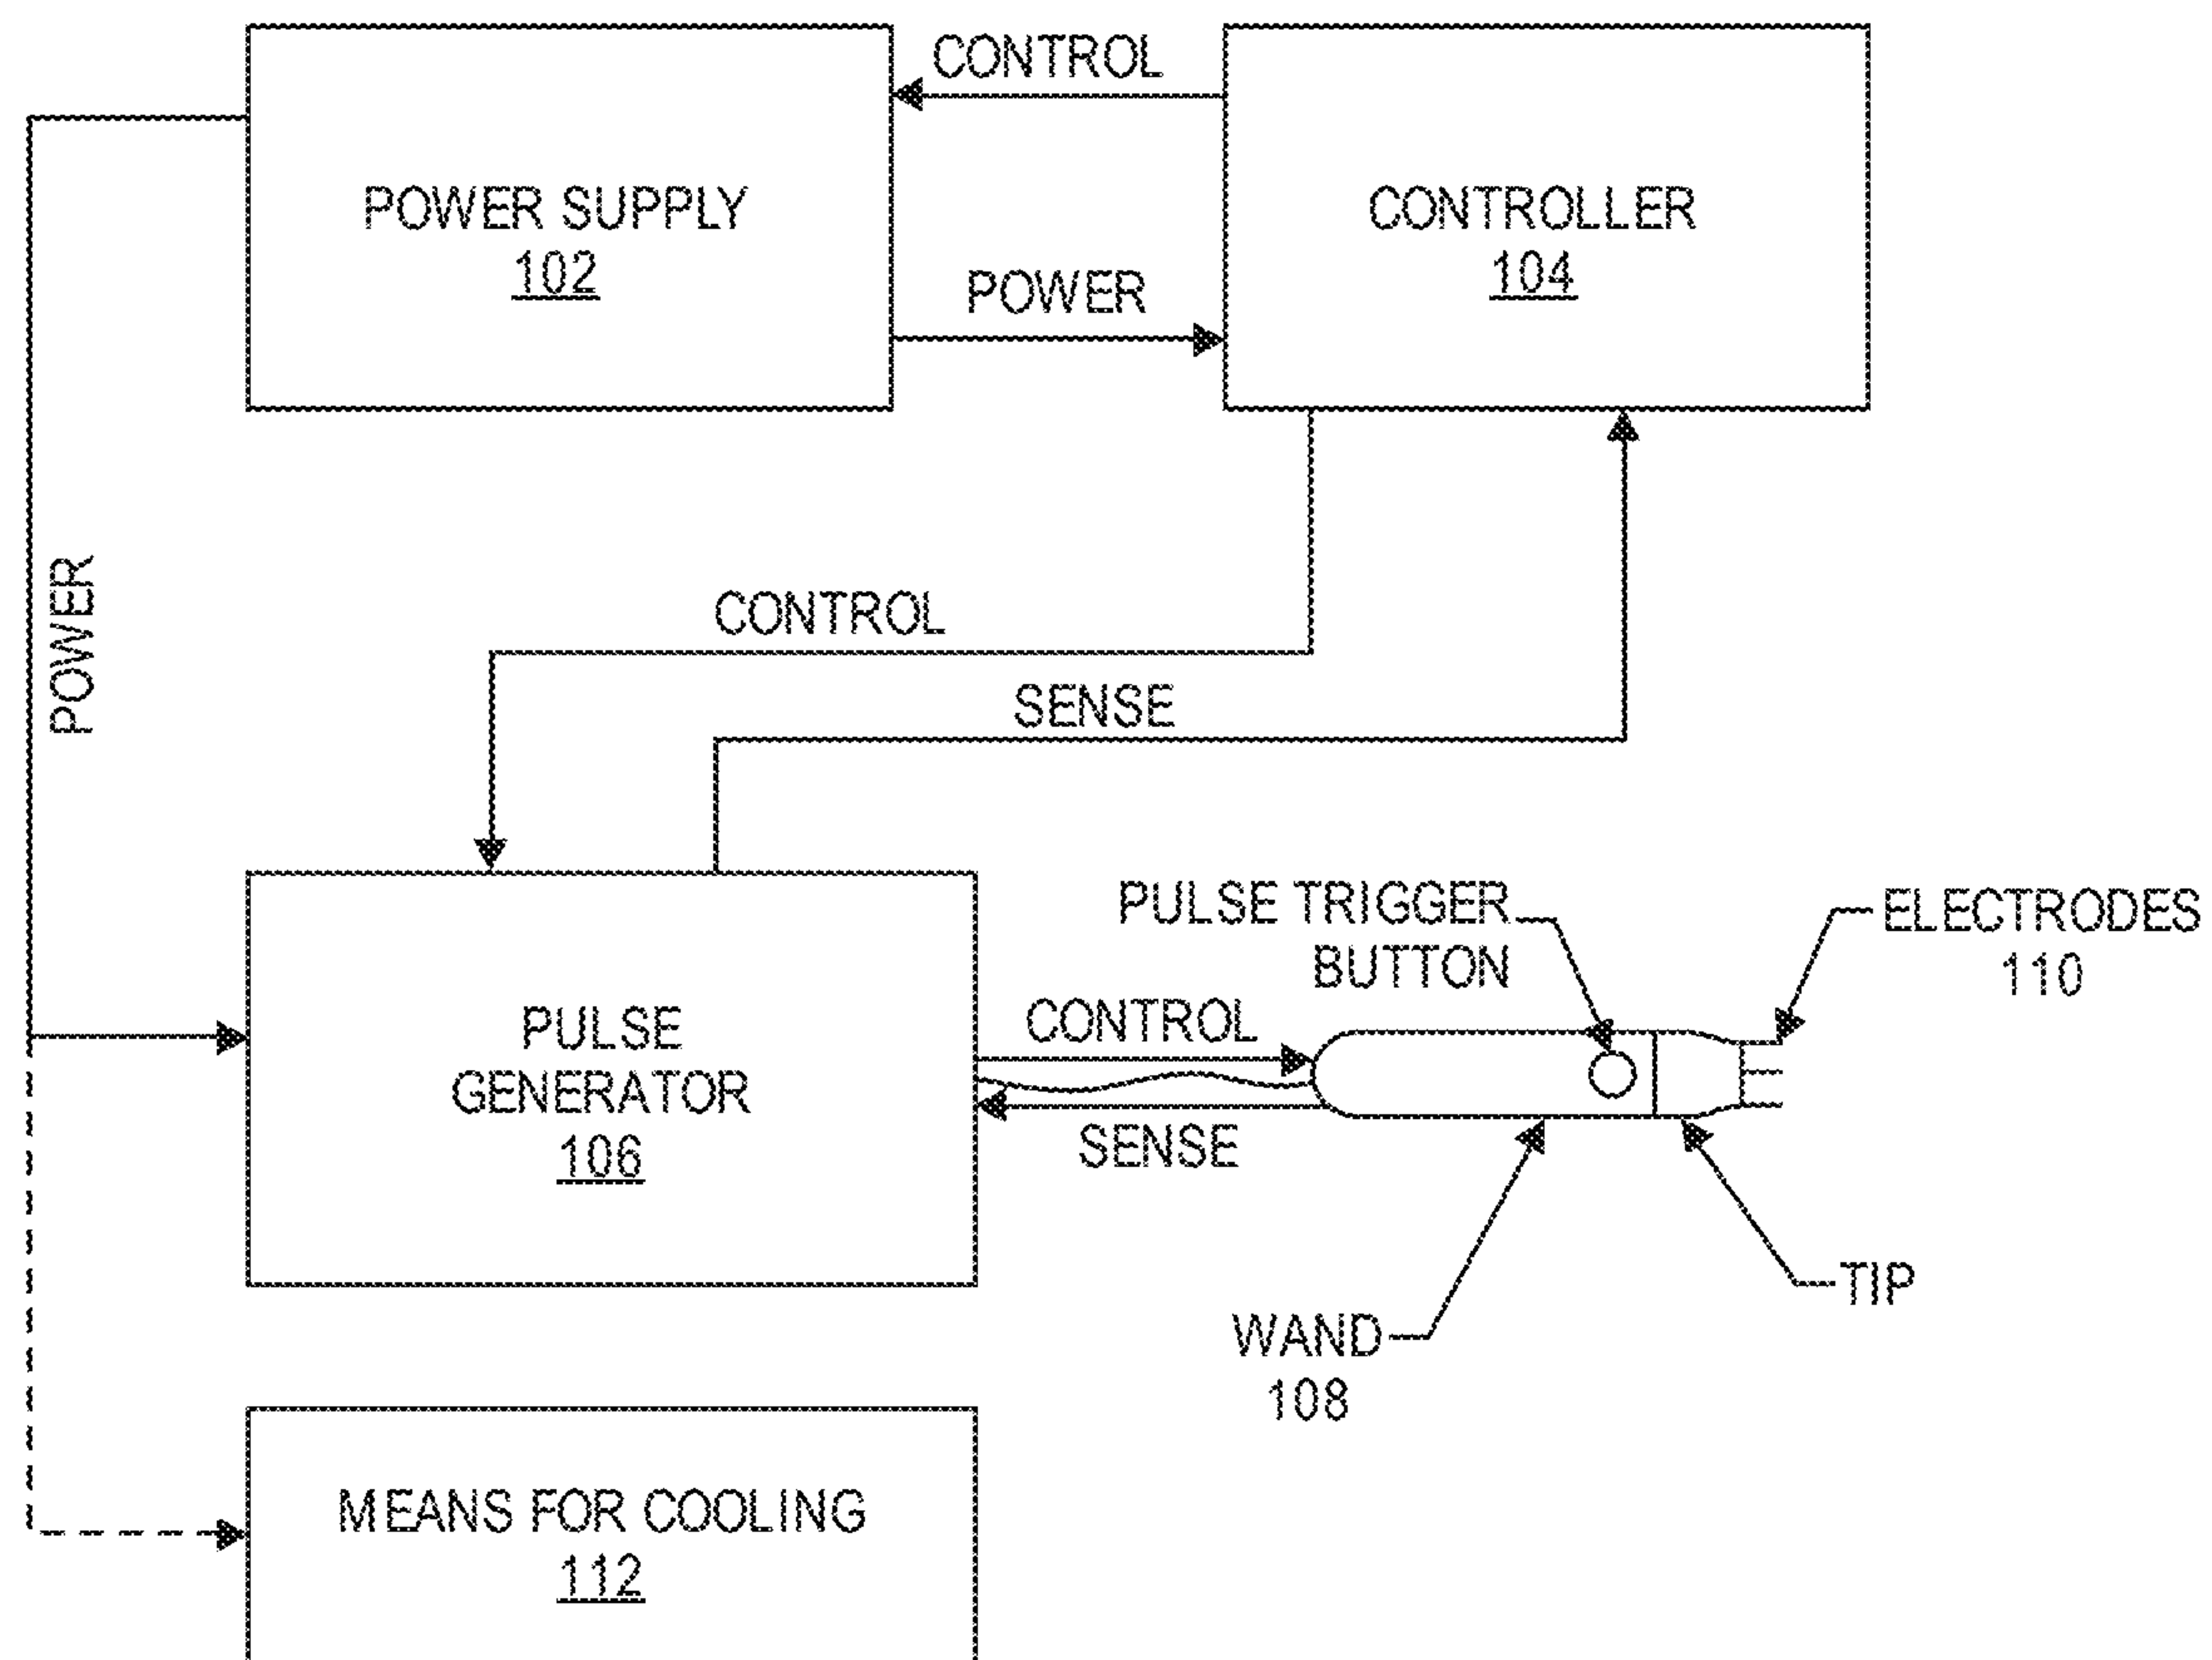 CONTROL
POWER SUPPLY
102
CONTROLLER
104
POWER
POWER
CONTROL
SENSE
PULSE TRIGGER
BUTTON
ELECTRODES
110
PULSE
GENERATOR
106
CONTROL
SENSE
TIP
WAND
108
MEANS FOR COOLING
112